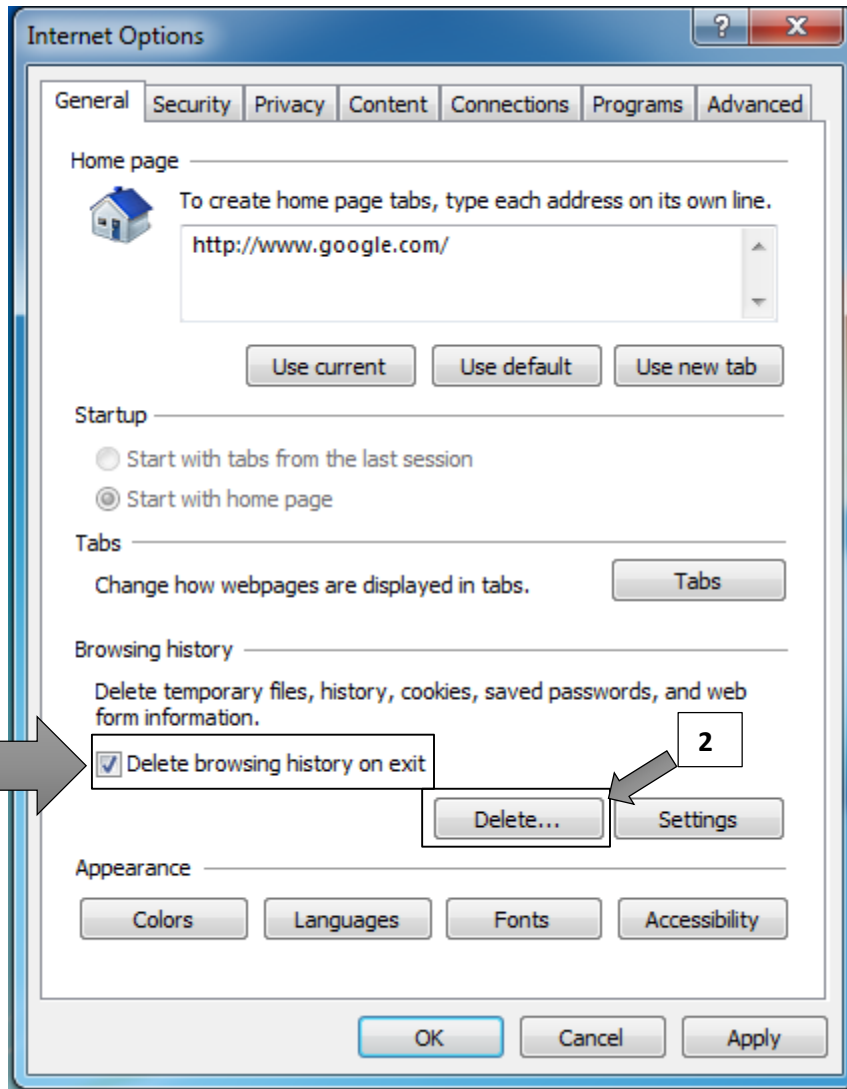 Internet Options
General Security Privacy Content Connections Programs Advanced
Home page
To create home page tabs, type each address on its own line.
http://www.google.com/
Use current Use default Use new tab
Startup
Start with tabs from the last session
Start with home page
Tabs
Change how webpages are displayed in tabs. Tabs
Browsing history
Delete temporary files, history, cookies, saved passwords, and web
form information.
2
Delete browsing history on exit
Delete... Settings
Appearance
Colors Languages Fonts Accessibility
OK Cancel Apply